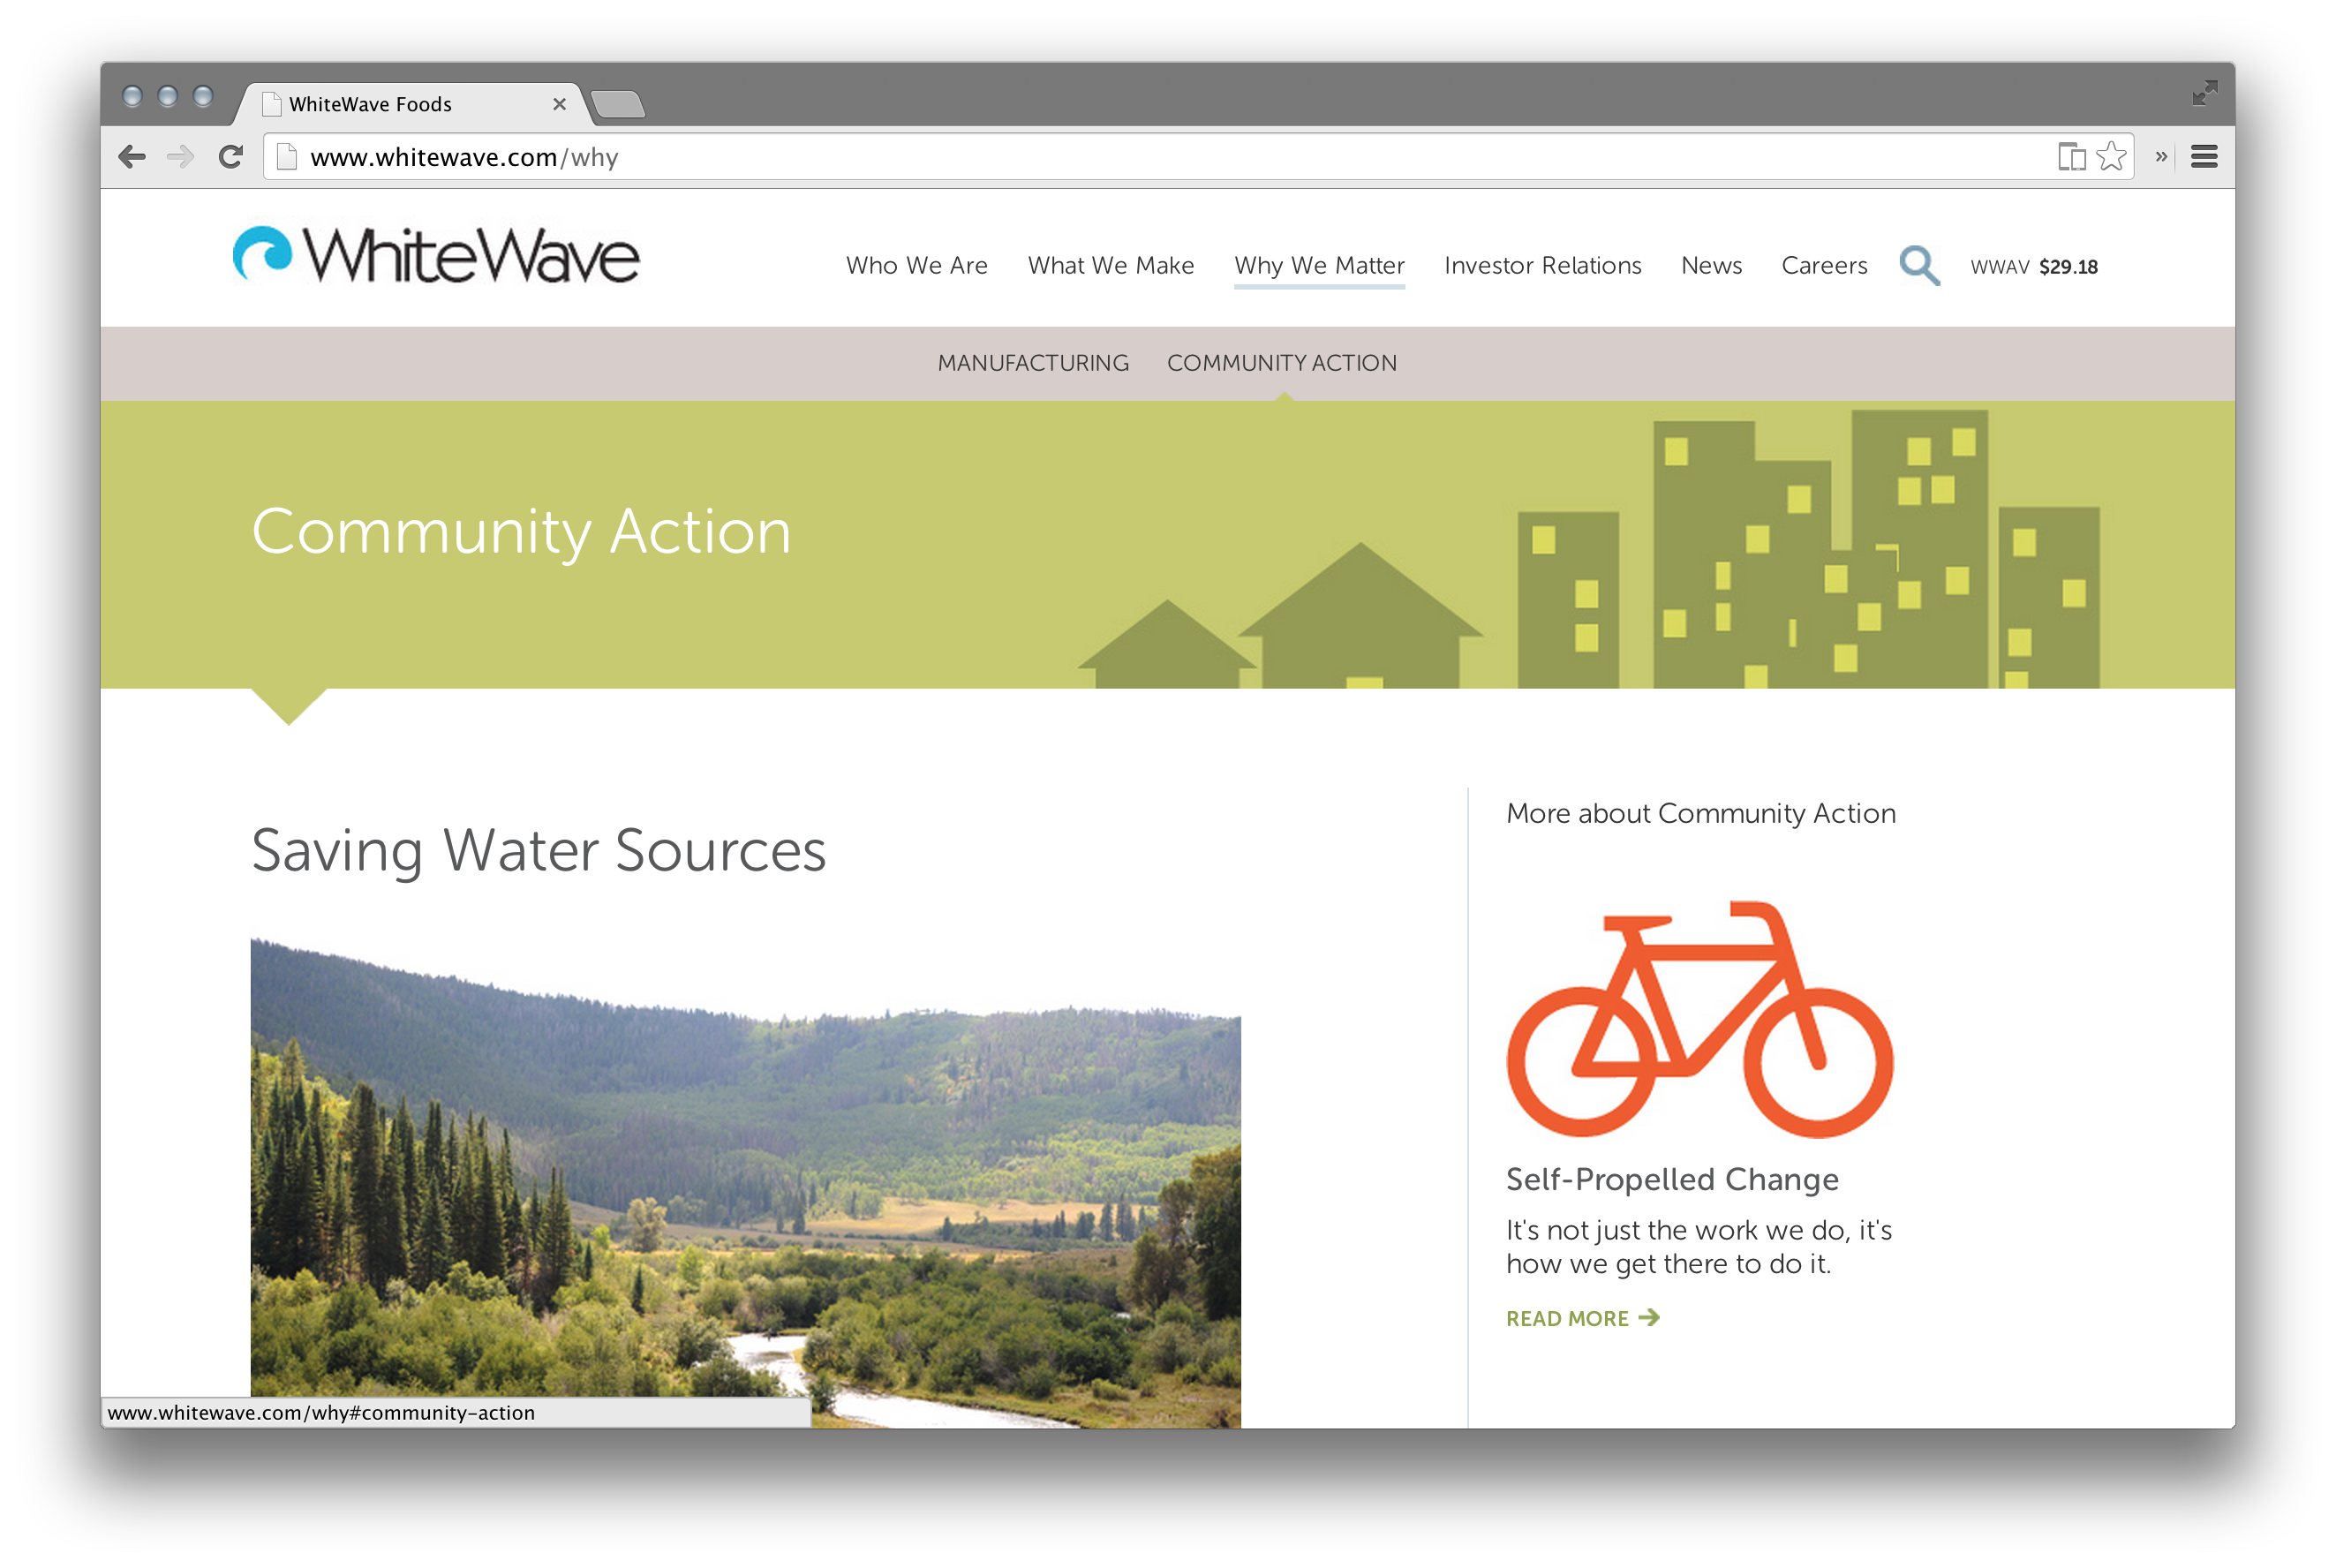 WhiteWave Foods
www.whitewave.com/why
WhiteWave
Who We Are What We Make Why We Matter Investor Relations News Careers WWAV $29.18
MANUFACTURING COMMUNITY ACTION
Community Action
Saving Water Sources
More about Community Action
Self-Propelled Change
It's not just the work we do, it's
how we get there to do it.
READ MORE
www.whitewave.com/why#community-action